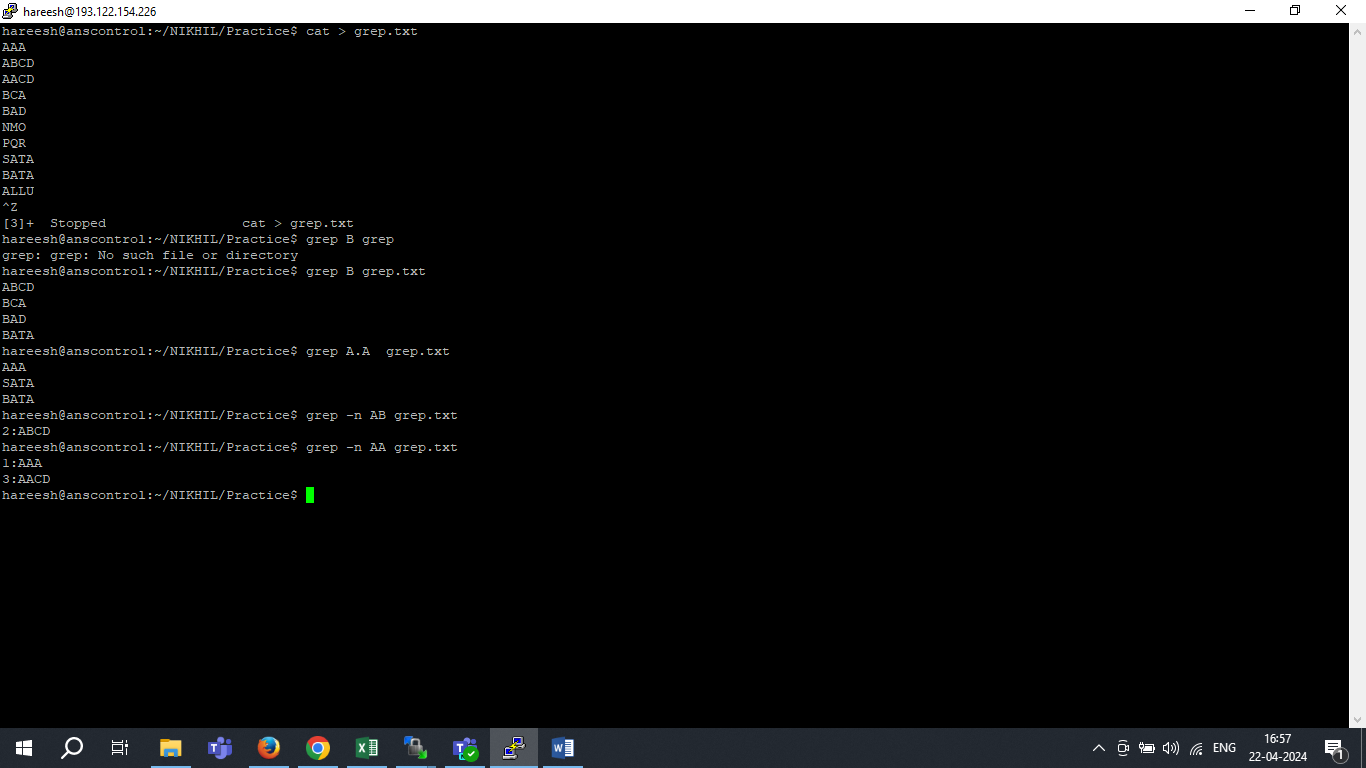 hareesh@193.122.154.226
hareesh@anscontrol:~/NIKHIL/Practice$ cat > grep.txt
AAA
ABCD
AACD
BCA
BAD
NMO
PQR
SATA
BATA
ALLU
^Z
[3]+  Stopped                 cat > grep.txt
hareesh@anscontrol:~/NIKHIL/Practice$ grep B grep
grep: grep: No such file or directory
hareesh@anscontrol:~/NIKHIL/Practice$ grep B grep.txt
ABCD
BCA
BAD
BATA
hareesh@anscontrol:~/NIKHIL/Practice$ grep A.A  grep.txt
AAA
SATA
BATA
hareesh@anscontrol:~/NIKHIL/Practice$ grep -n AB grep.txt
2:ABCD
hareesh@anscontrol:~/NIKHIL/Practice$ grep -n AA grep.txt
1:AAA
3:AACD
hareesh@anscontrol:~/NIKHIL/Practice$
ENG
16:57
22-04-2024
1